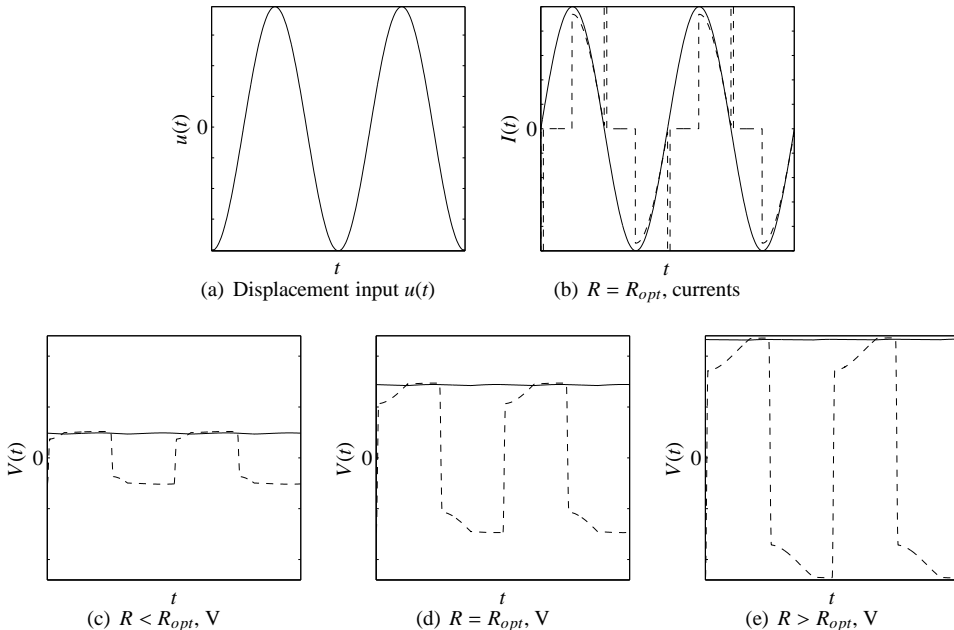 u(t)
0
t
(a) Displacement input u(t)
I(t)
0
t
(b) R = R_opt, currents
V(t)
0
t
(c) R < R_opt, V
V(t)
0
t
(d) R = R_opt, V
V(t)
0
t
(e) R > R_opt, V